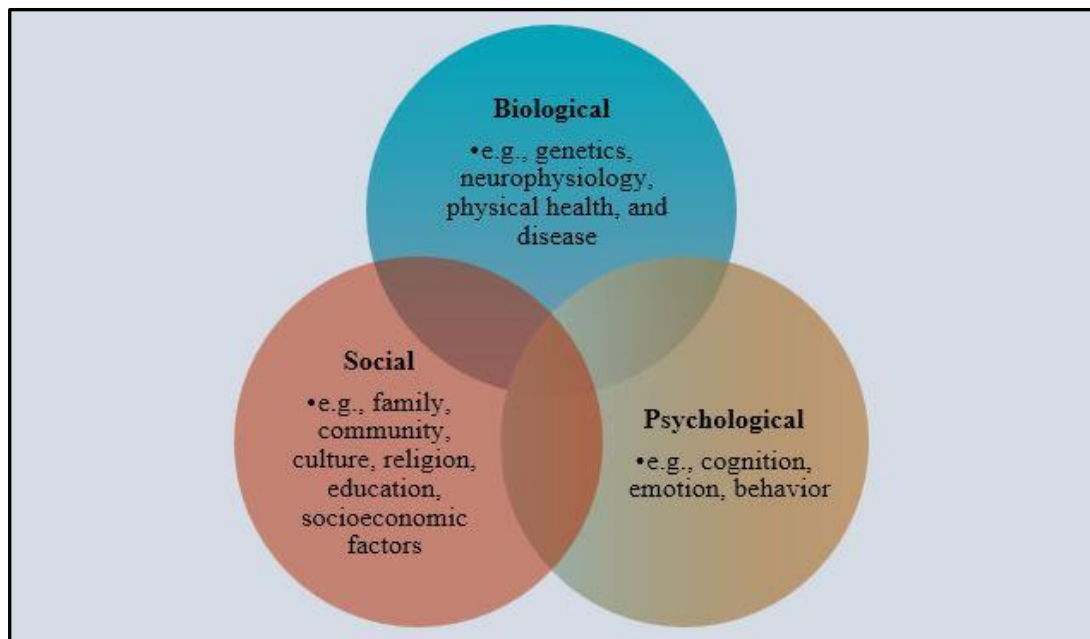 Biological
•e.g., genetics,
neurophysiology,
physical health, and
disease
Social
•e.g., family,
community,
culture, religion,
education,
socioeconomic
factors
Psychological
•e.g., cognition,
emotion, behavior